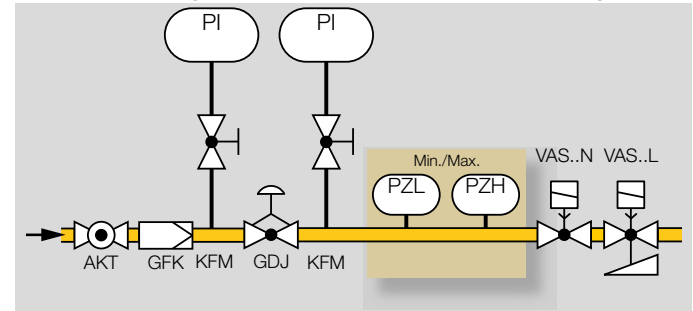 PI PI
Min./Max. VAS..N VAS..L
PZL PZH
AKT GFK KFM GDJ KFM